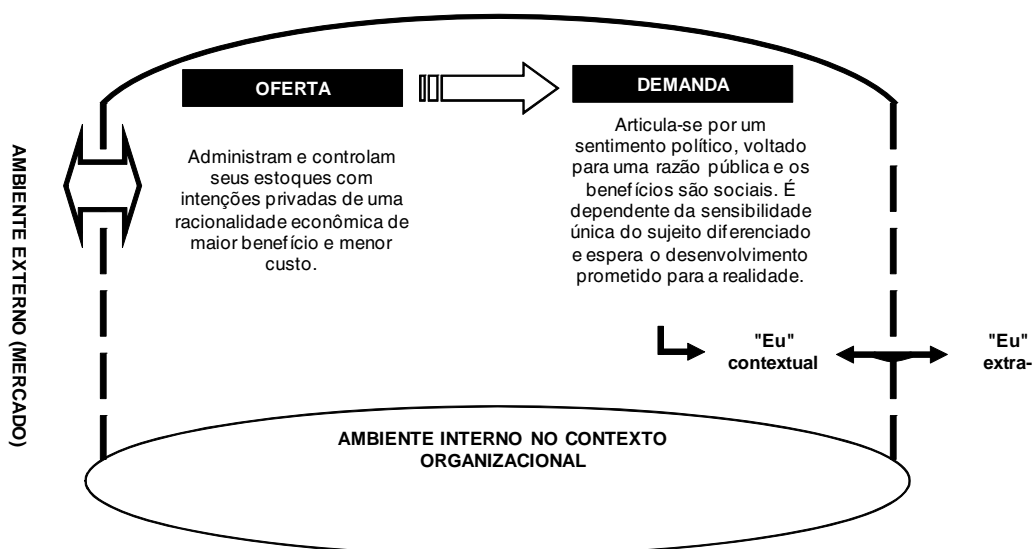 OFERTA
Administram e controlam
seus estoques com
intenções privadas de uma
racionalidade econômica de
maior benefício e menor
custo.
DEMANDA
Articula-se por um
sentimento político, voltado
para uma razão pública e os
benefícios são sociais. É
dependente da sensibilidade
única do sujeito diferenciado
e espera o desenvolvimento
prometido para a realidade.
"Eu"
contextual
"Eu"
extra-
AMBIENTE EXTERNO (MERCADO)
AMBIENTE INTERNO NO CONTEXTO
ORGANIZACIONAL